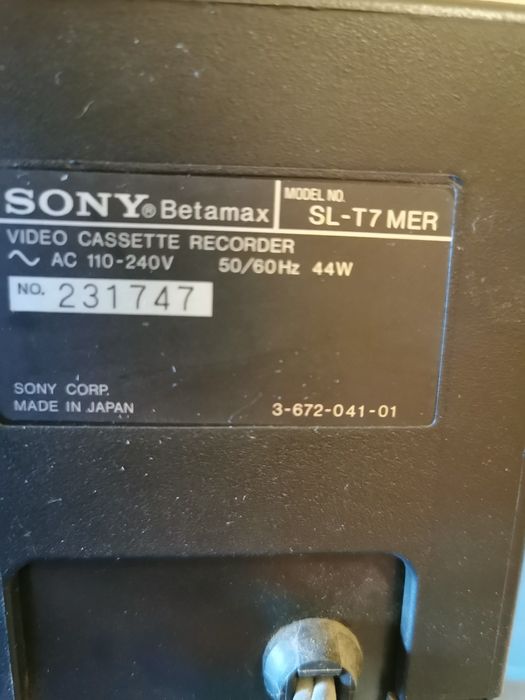 SONY® Betamax
MODEL NO.
SL-T7 MER
VIDEO CASSETTE RECORDER
~ AC 110-240V 50/60Hz 44W
NO. 231747
SONY CORP.
MADE IN JAPAN
3-672-041-01